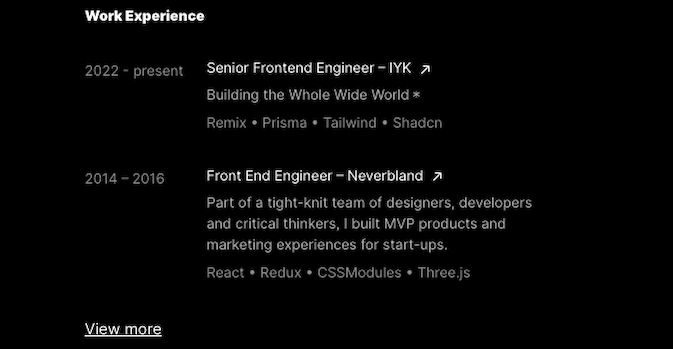 Work Experience
2022 - present
Senior Frontend Engineer – IYK ↗
Building the Whole Wide World *
Remix • Prisma • Tailwind • Shadcn
2014 – 2016
Front End Engineer – Neverbland ↗
Part of a tight-knit team of designers, developers
and critical thinkers, I built MVP products and
marketing experiences for start-ups.
React • Redux • CSSModules • Three.js
View more